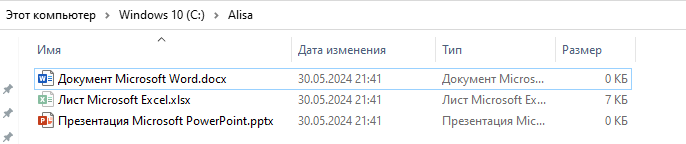 Этот компьютер > Windows 10 (C:) > Alisa
Имя Дата изменения Тип Размер
Документ Microsoft Word.docx 30.05.2024 21:41 Документ Micros... 0 КБ
Лист Microsoft Excel.xlsx 30.05.2024 21:41 Лист Microsoft Ex... 7 КБ
Презентация Microsoft PowerPoint.pptx 30.05.2024 21:41 Презентация Mic... 0 КБ